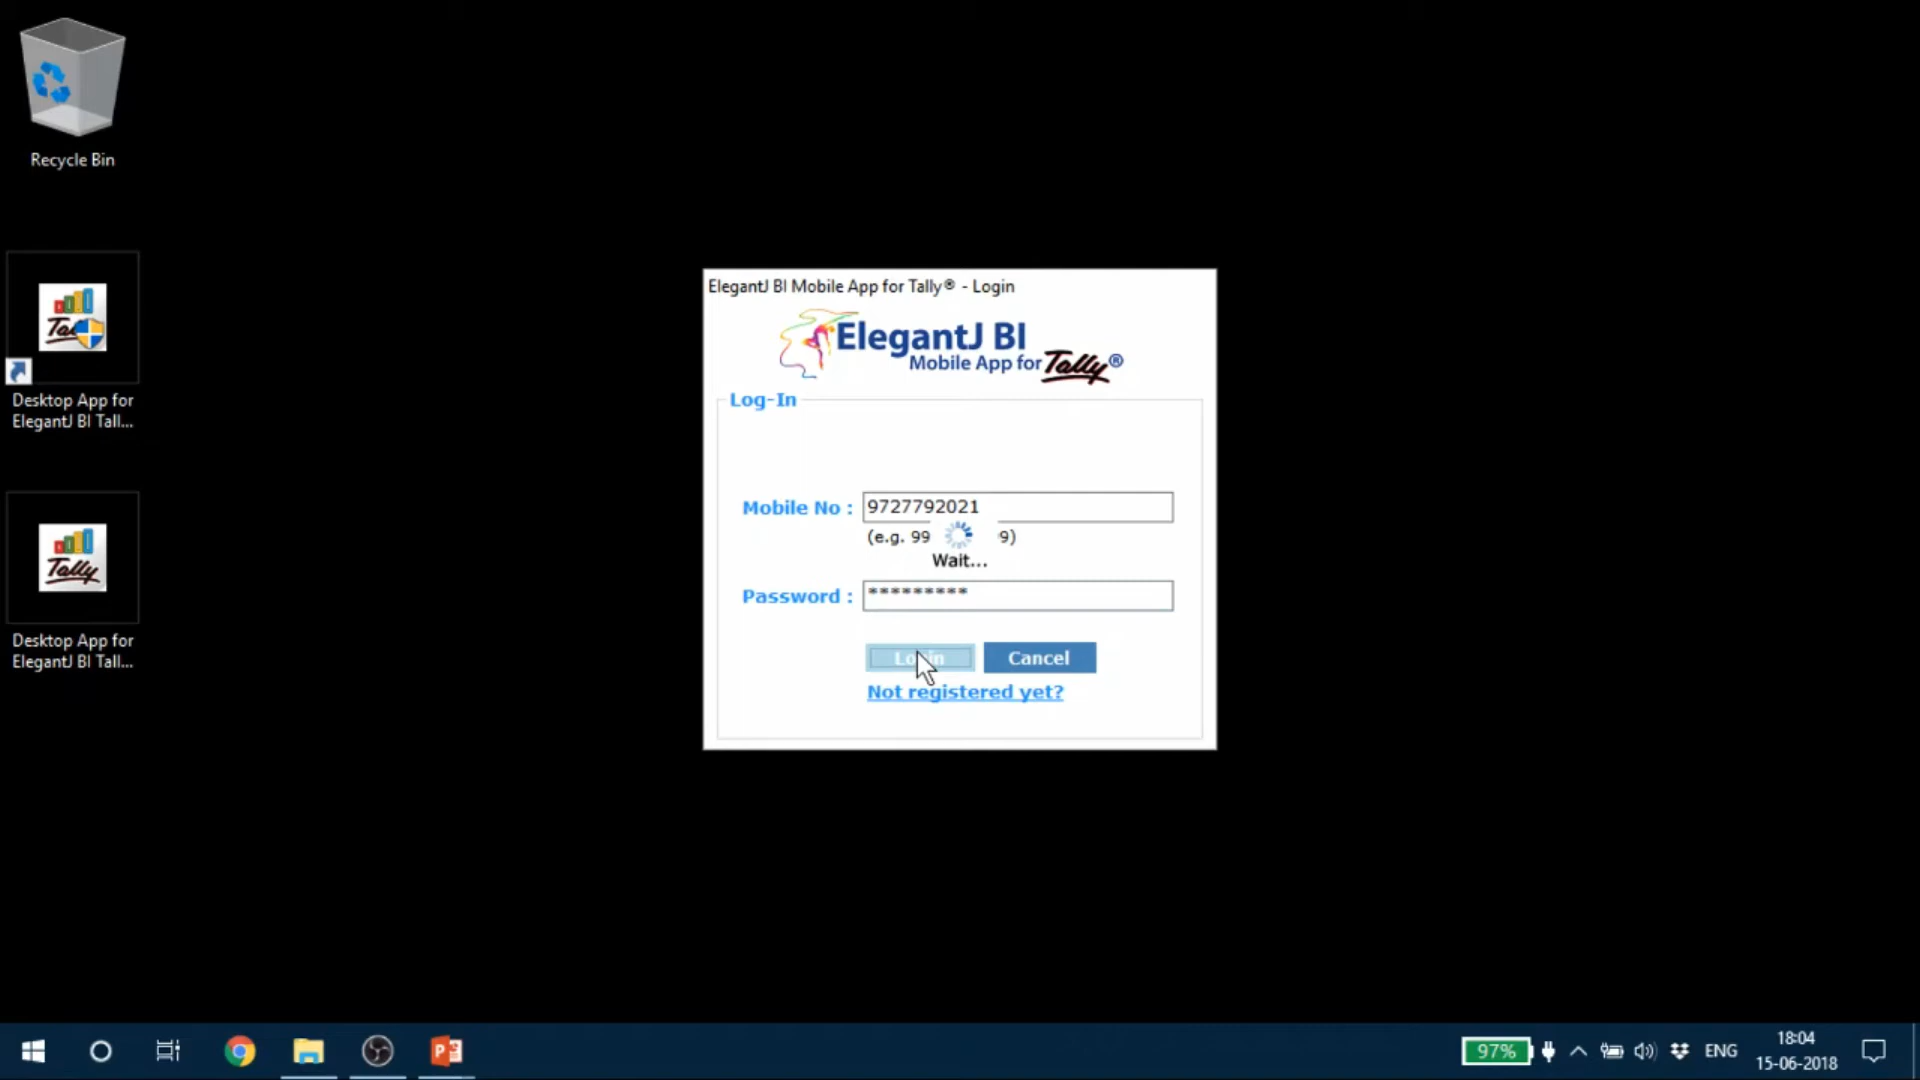 Recycle Bin
Desktop App for
ElegantJ BI Tall...
Desktop App for
ElegantJ BI Tall...
ElegantJ BI Mobile App for Tally® - Login
ElegantJ BI
Mobile App for Tally®
Log-In
Mobile No : 9727792021
(e.g. 99 9)
Wait...
Password : *********
Login Cancel
Not registered yet?
97% ENG 18:04
15-06-2018